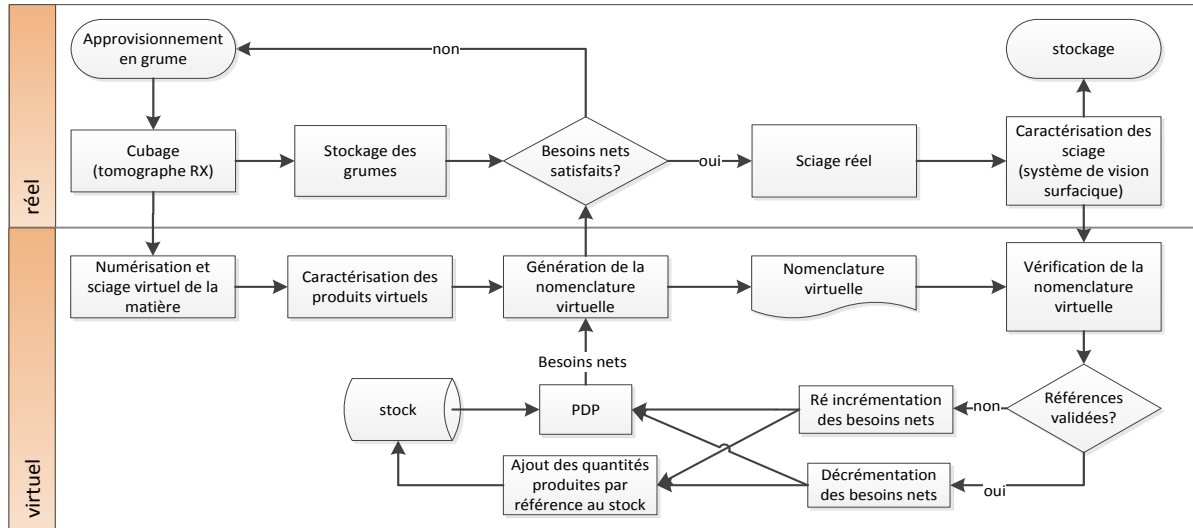 réel
Approvisionnement
en grume
non
stockage
Cubage
(tomographe RX)
Stockage des
grumes
Besoins nets
satisfaits?
oui
Sciage réel
Caractérisation des
sciage
(système de vision
surfacique)
virtuel
Numérisation et
sciage virtuel de la
matière
Caractérisation des
produits virtuels
Génération de la
nomenclature
virtuelle
Nomenclature
virtuelle
Vérification de la
nomenclature
virtuelle
Besoins nets
stock
PDP
Ré incrémentation
des besoins nets
non
Références
validées?
Ajout des quantités
produites par
référence au stock
Décrémentation
des besoins nets
oui